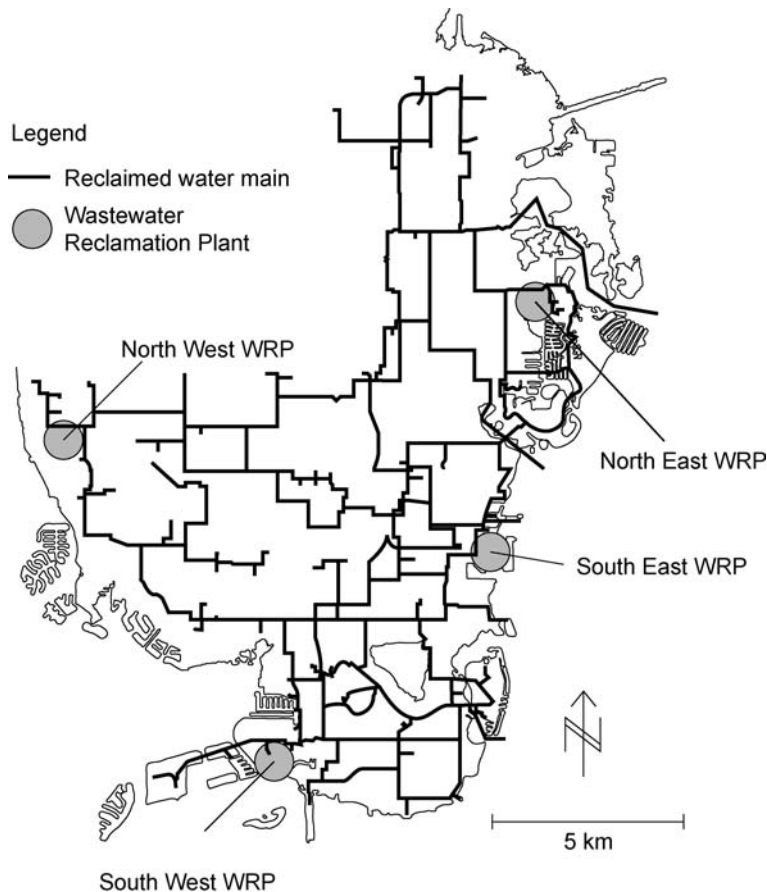 Legend
Reclaimed water main
Wastewater
Reclamation Plant
North West WRP
North East WRP
South East WRP
N
5 km
South West WRP